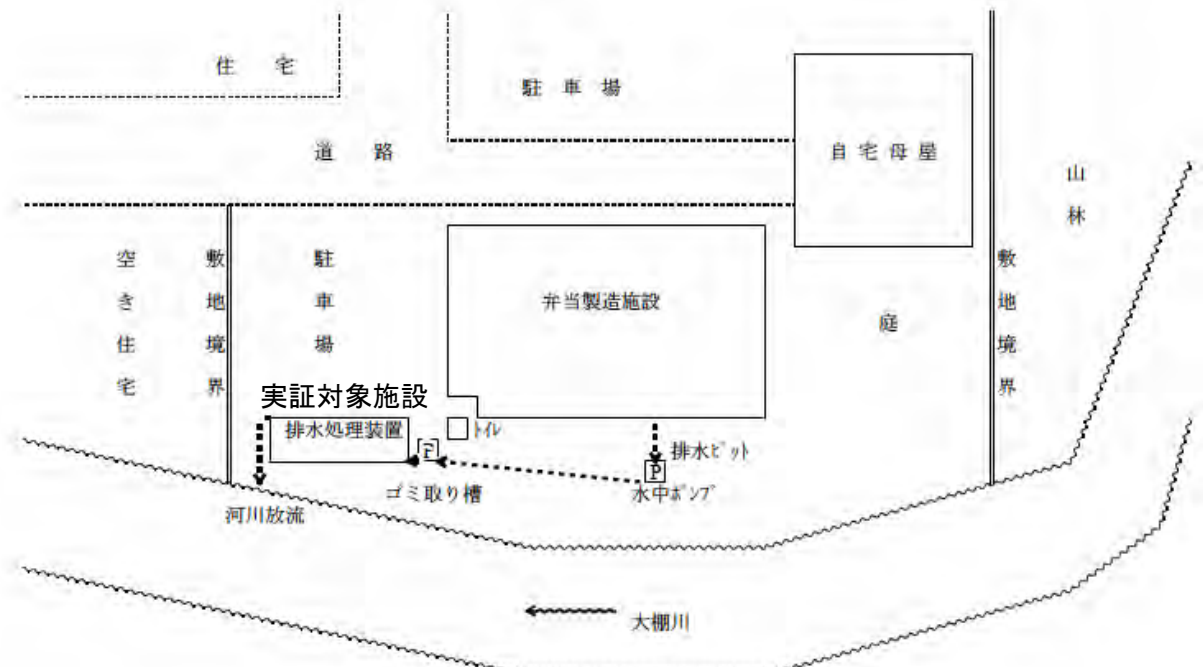 住宅
駐車場
道路
自宅母屋
山林
空き住宅
敷地境界
駐車場
弁当製造施設
庭
敷地境界
実証対象施設
排水処理装置
トイレ
P
排水ピット
P
ゴミ取り槽
水中ポンプ
河川放流
大棚川